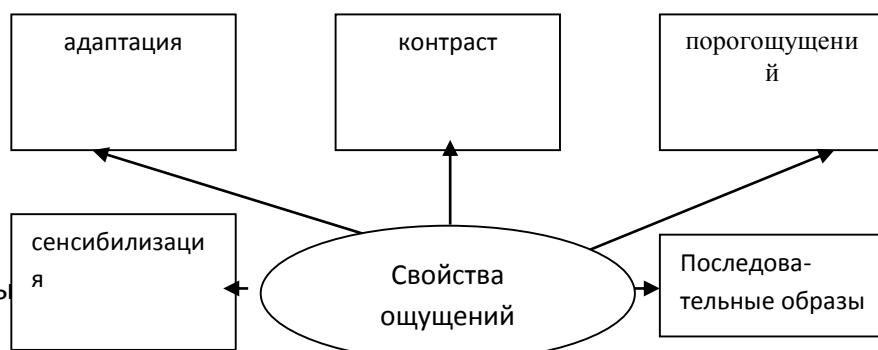 адаптация
контраст
порогощущени
й
сенсибилизаци
я
ы
Свойства
ощущений
Последова-
тельные образы